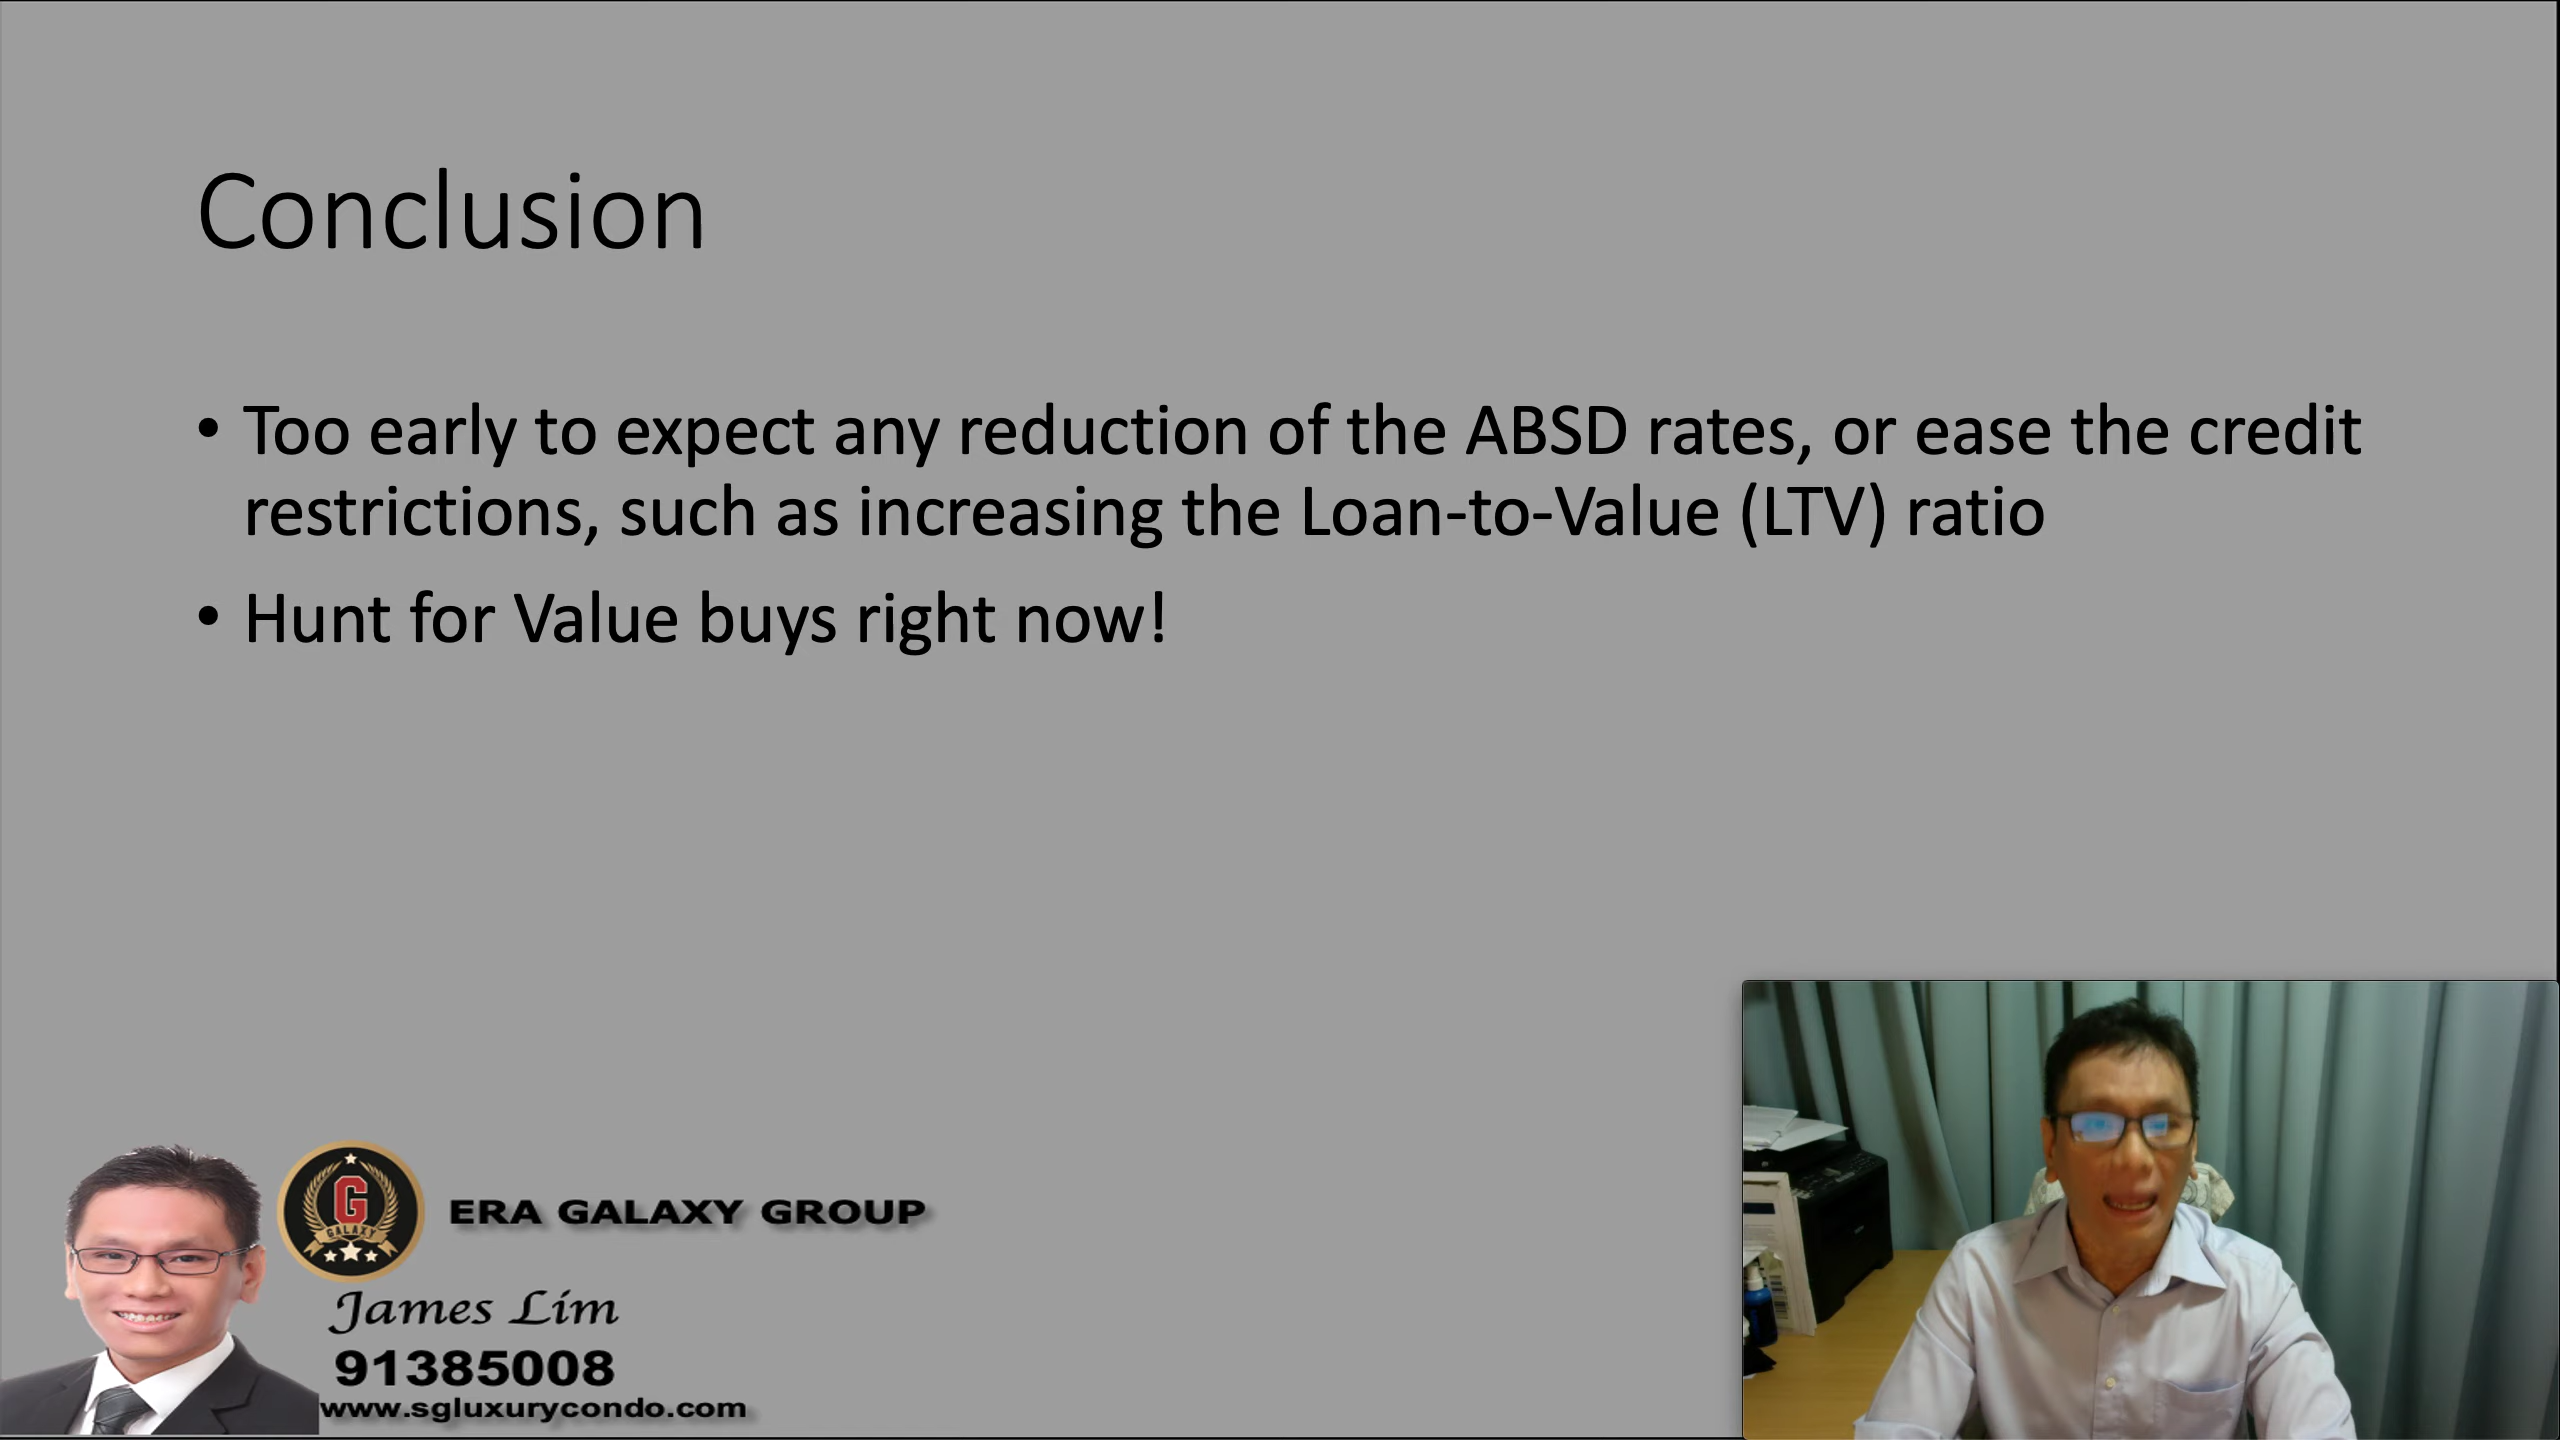 Conclusion
• Too early to expect any reduction of the ABSD rates, or ease the credit
restrictions, such as increasing the Loan-to-Value (LTV) ratio
• Hunt for Value buys right now!
G
GALAXY
ERA GALAXY GROUP
James Lim
91385008
www.sgluxurycondo.com